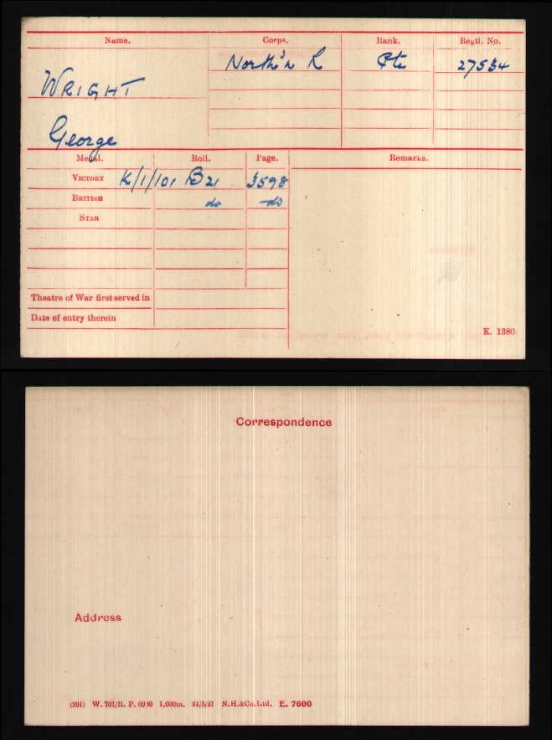 Name. Corps. Rank. Regtl. No.
WRIGHT North'n R Pte 27534
George
Medal. Roll. Page. Remarks.
VICTORY K/1/101 B21 3598
BRITISH do do
STAR
Theatre of War first served in
Date of entry therein
K. 1380
Correspondence
Address
W. 701/R. P. 1,000m. S.H.&Co.Ltd. E. 7600